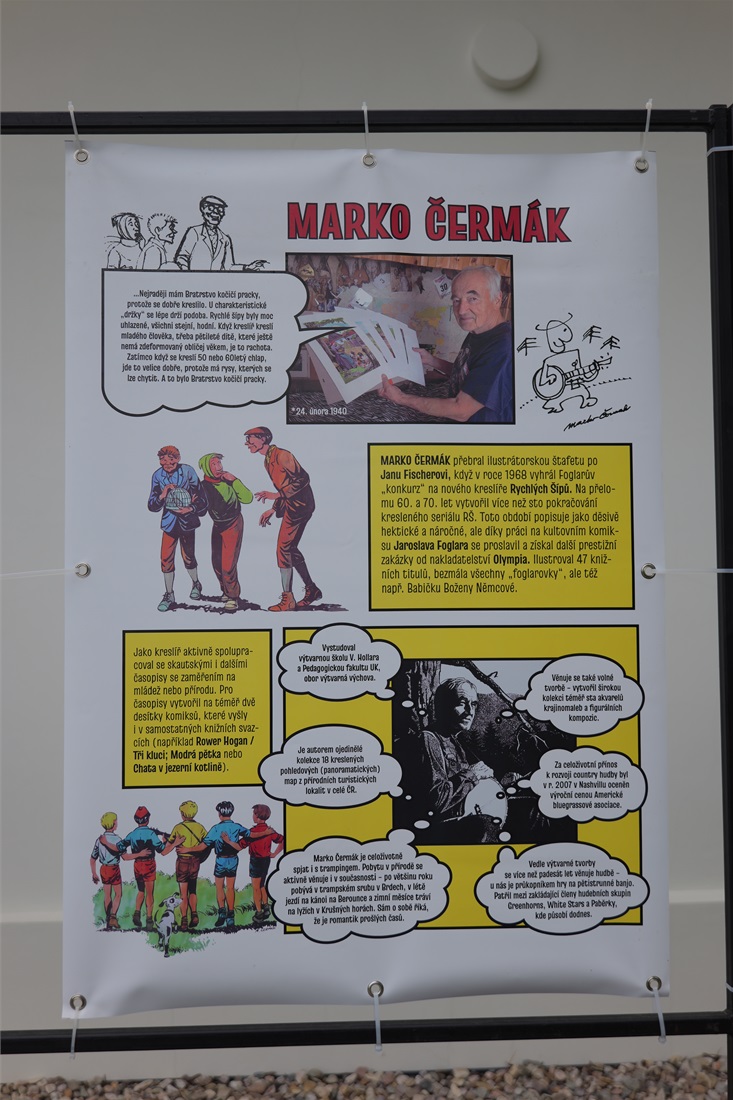 MARKO ČERMÁK
...Nejraději mám Bratrstvo kočičí pracky,
protože se dobře kreslilo. U charakteristické
„držky" se lépe drží podoba. Rychlé šípy byly moc
uhlazené, všichni stejní, hodní. Když kreslíř kreslí
mladého člověka, třeba pětileté dítě, které ještě
nemá zdeformovaný obličej věkem, je to rachota.
Zatímco když se kreslí 50 nebo 60letý chlap,
jde to velice dobře, protože má rysy, kterých se
lze chytit. A to bylo Bratrstvo kočičí pracky.
*24. února 1940
Marko Čermák
MARKO ČERMÁK přebral ilustrátorskou štafetu po
Janu Fischerovi, když v roce 1968 vyhrál Foglarův
„konkurz" na nového kreslíře Rychlých Šípů. Na přelo-
mu 60. a 70. let vytvořil více než sto pokračování
kresleného seriálu RŠ. Toto období popisuje jako děsivě
hektické a náročné, ale díky práci na kultovním komik-
su Jaroslava Foglara se proslavil a získal další prestižní
zakázky od nakladatelství Olympia. Ilustroval 47 kniž-
ních titulů, bezmála všechny „foglarovky", ale též
např. Babičku Boženy Němcové.
Jako kreslíř aktivně spolupra-
coval se skautskými i dalšími
časopisy se zaměřením na
mládež nebo přírodu. Pro
časopisy vytvořil na téměř dvě
desítky komiksů, které vyšly
i v samostatných knižních svaz-
cích (například Rower Hogan /
Tři kluci; Modrá pětka nebo
Chata v jezerní kotlině).
Vystudoval
výtvarnou školu V. Hollara
a Pedagogickou fakultu UK,
obor výtvarná výchova.
Věnuje se také volné
tvorbě – vytvořil širokou
kolekci téměř sta akvarelů
krajinomaleb a figurálních
kompozic.
Je autorem ojedinělé
kolekce 18 kreslených
pohledových (panoramatických)
map z přírodních turistických
lokalit v celé ČR.
Za celoživotní přínos
k rozvoji country hudby byl
v r. 2007 v Nashvillu oceněn
výroční cenou Americké
bluegrassové asociace.
Marko Čermák je celoživotně
spjat i s trampingem. Pobytu v přírodě se
aktivně věnuje i v současnosti – po většinu roku
pobývá v trampském srubu v Brdech, v létě
jezdí na kánoi na Berounce a zimní měsíce tráví
na lyžích v Krušných horách. Sám o sobě říká,
že je romantik prošlých časů.
Vedle výtvarné tvorby
se více než padesát let věnuje hudbě –
u nás je průkopníkem hry na pětistrunné banjo.
Patřil mezi zakládající členy hudebních skupin
Greenhorns, White Stars a Paběrky,
kde působí dodnes.